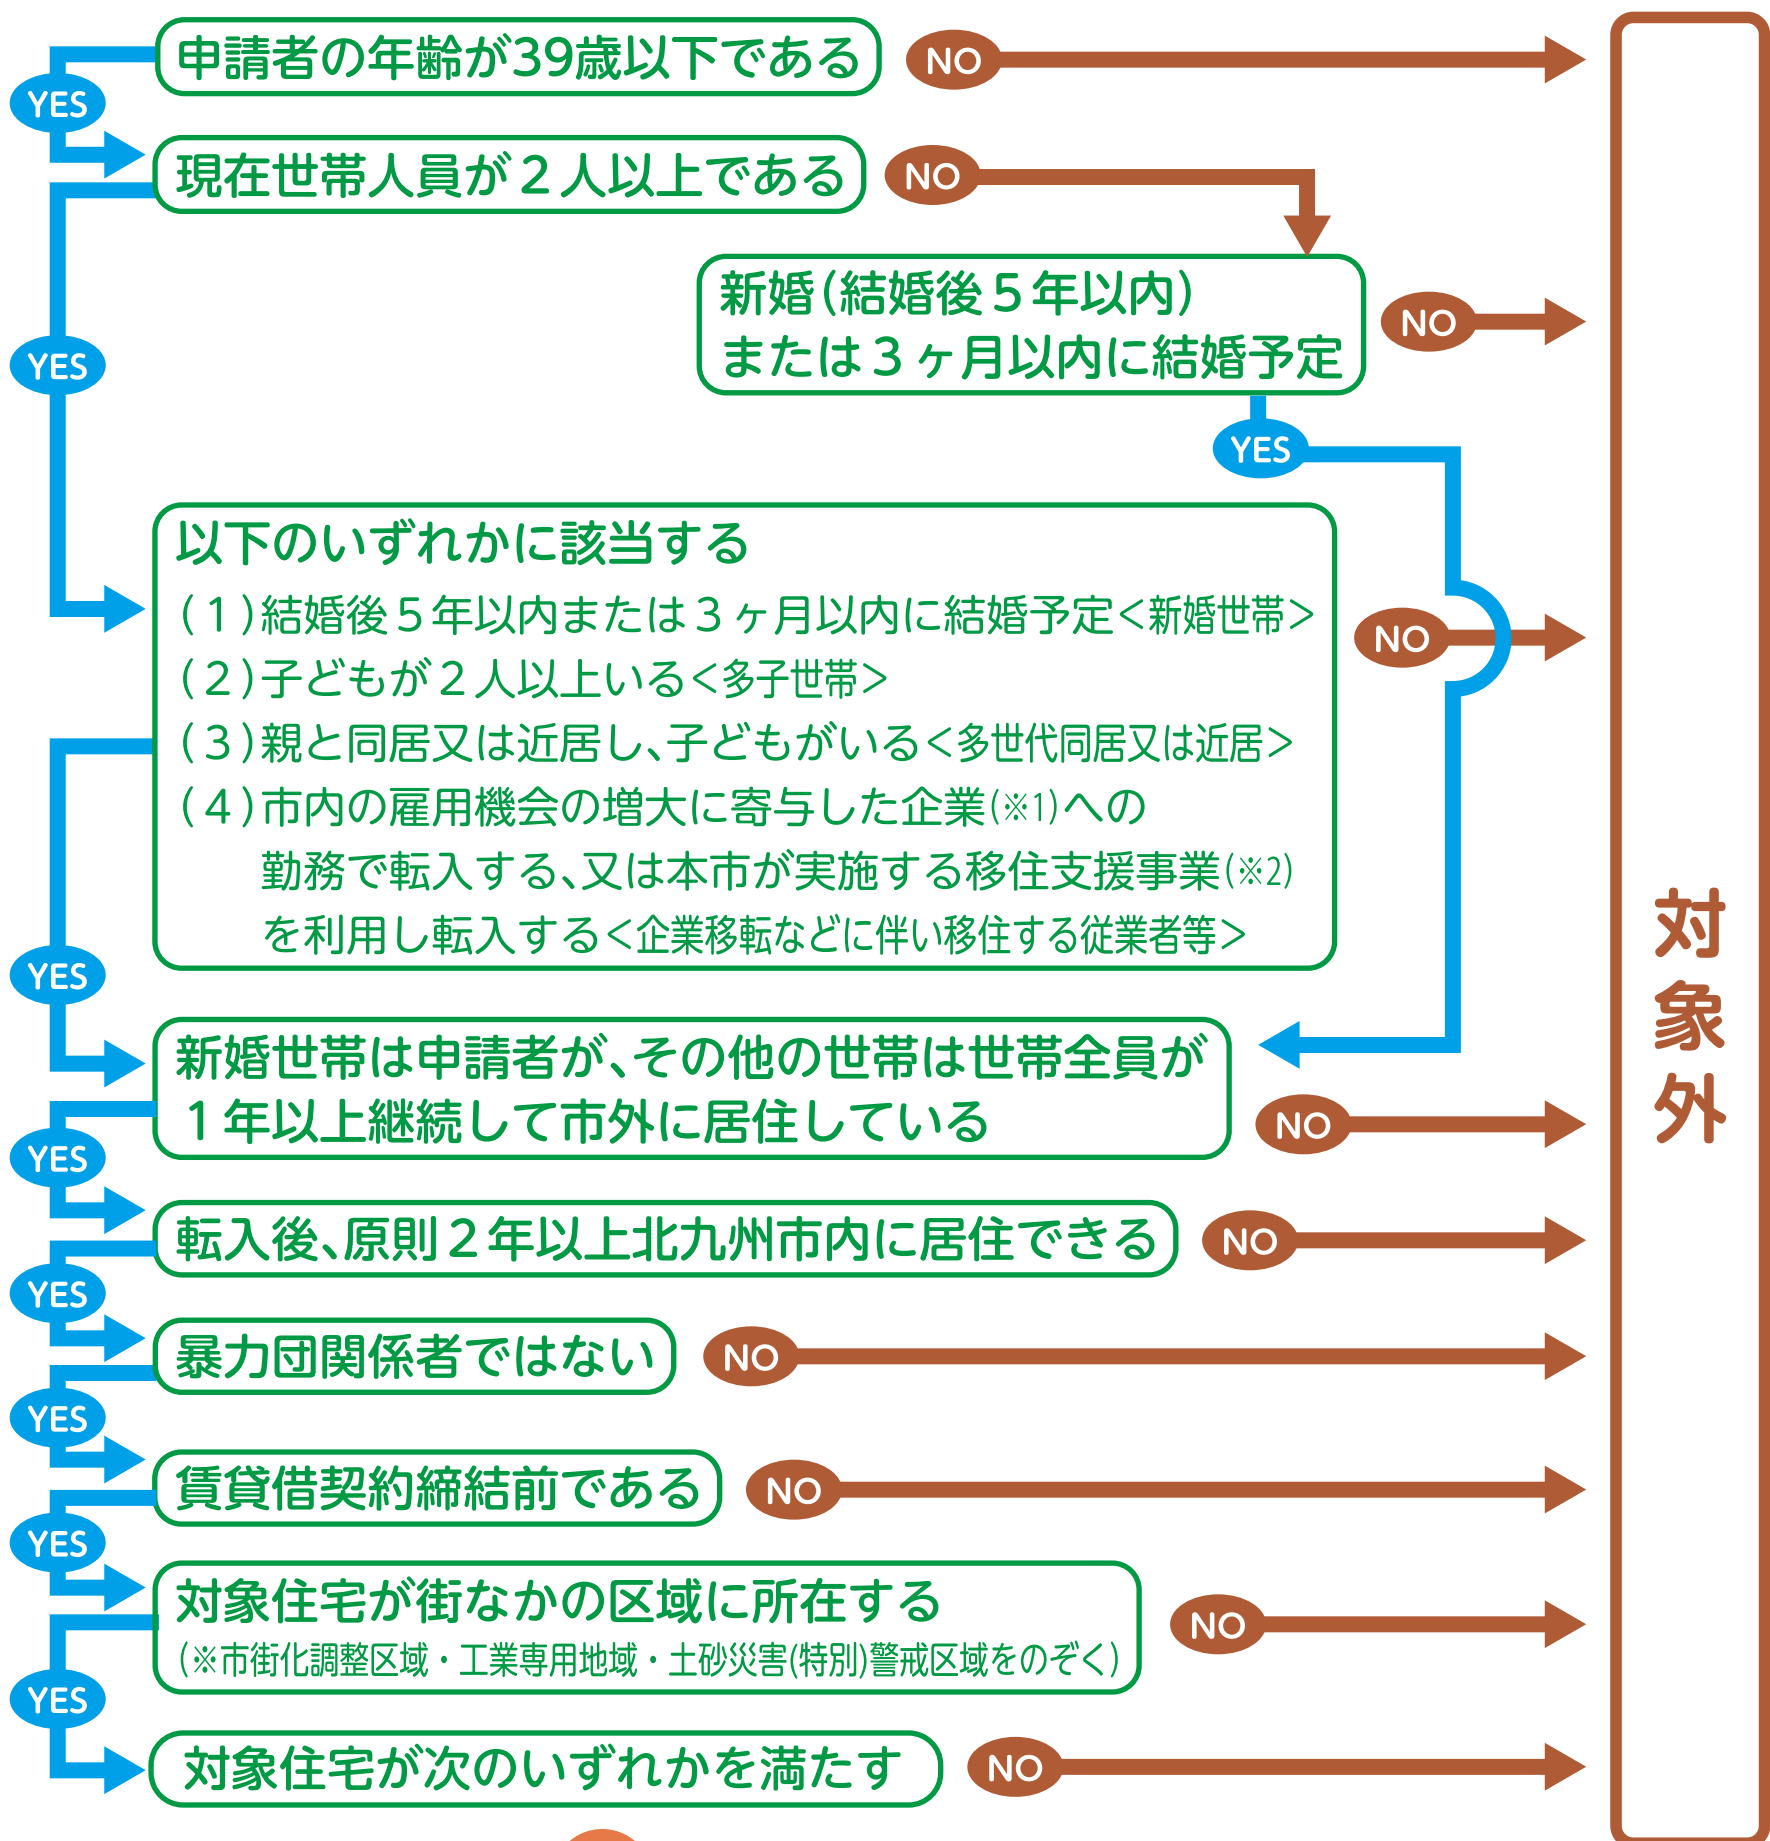 申請者の年齢が39歳以下である
NO
YES
現在世帯人員が２人以上である
NO
新婚(結婚後５年以内)
または３ヶ月以内に結婚予定
NO
YES
YES
以下のいずれかに該当する
(１)結婚後５年以内または３ヶ月以内に結婚予定<新婚世帯>
(２)子どもが２人以上いる<多子世帯>
(３)親と同居又は近居し、子どもがいる<多世代同居又は近居>
(４)市内の雇用機会の増大に寄与した企業(※1)への
勤務で転入する、又は本市が実施する移住支援事業(※2)
を利用し転入する<企業移転などに伴い移住する従業者等>
NO
YES
新婚世帯は申請者が、その他の世帯は世帯全員が
１年以上継続して市外に居住している
NO
YES
転入後、原則２年以上北九州市内に居住できる
NO
YES
暴力団関係者ではない
NO
YES
賃貸借契約締結前である
NO
YES
対象住宅が街なかの区域に所在する
(※市街化調整区域・工業専用地域・土砂災害(特別)警戒区域をのぞく)
NO
YES
対象住宅が次のいずれかを満たす
NO
対象外